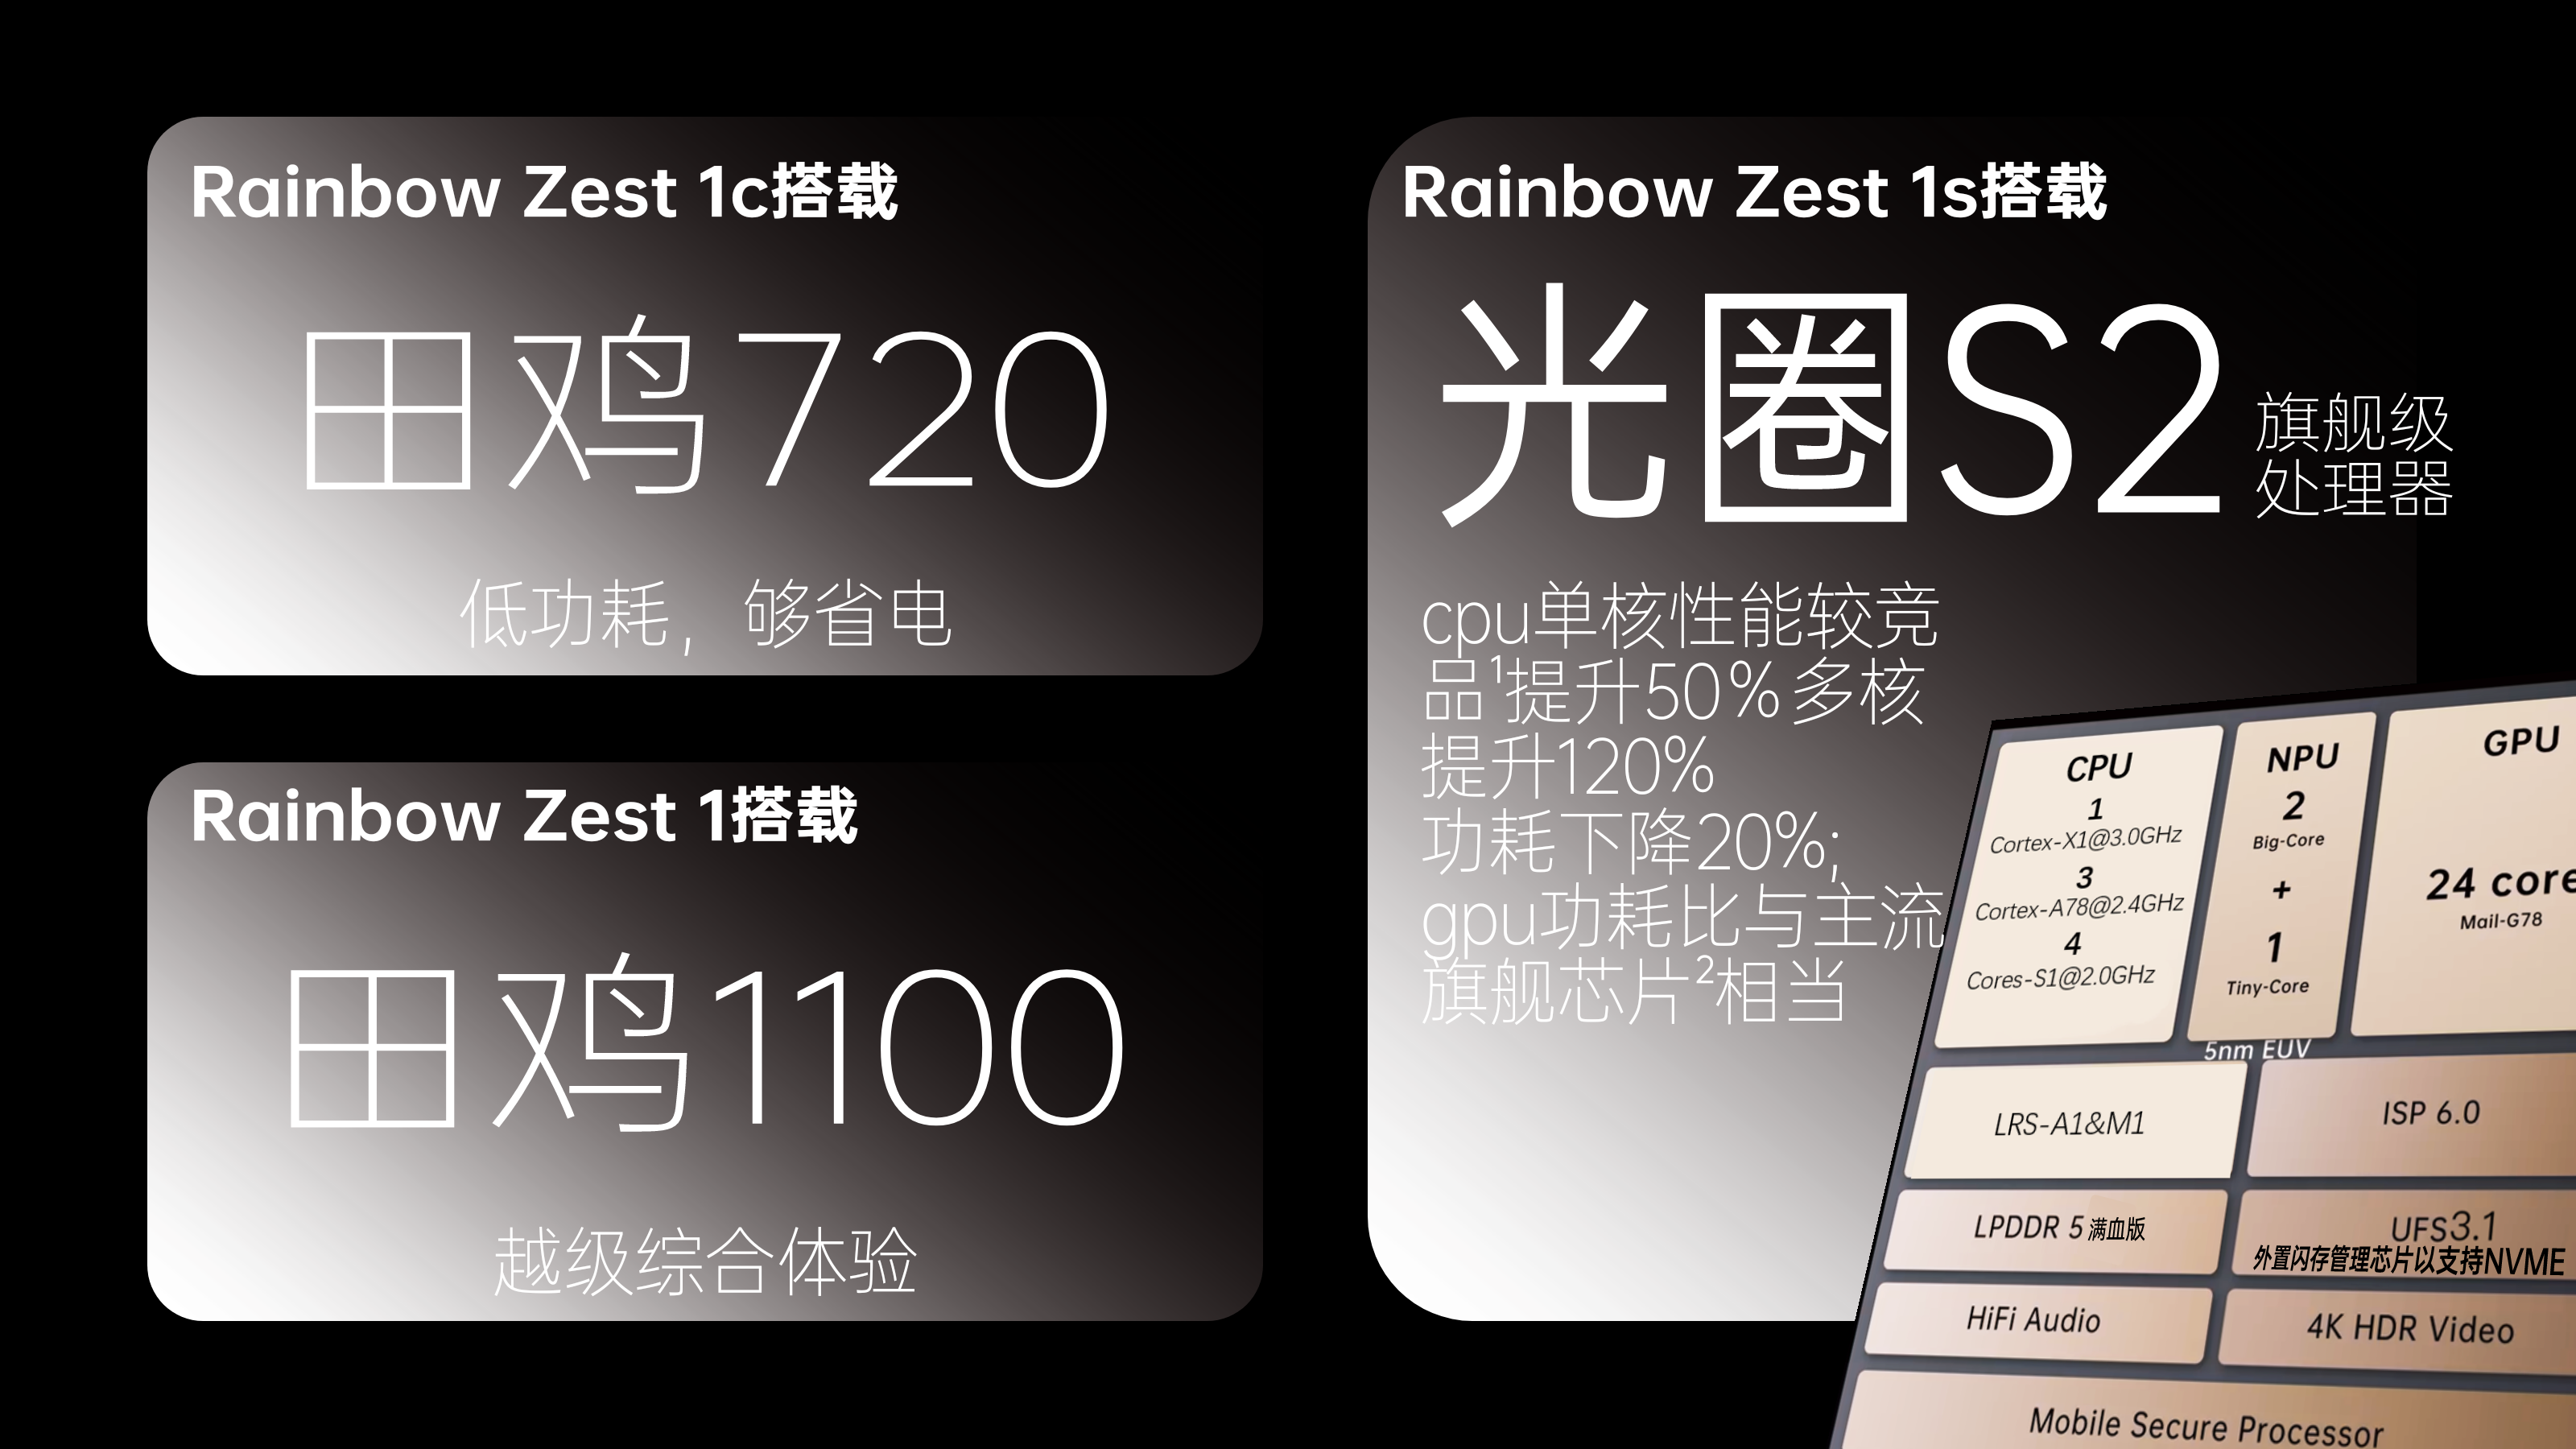 Rainbow Zest 1c搭载
田鸡720
低功耗，够省电
Rainbow Zest 1搭载
田鸡1100
越级综合体验
Rainbow Zest 1s搭载
光圈S2
旗舰级
处理器
cpu单核性能较竞
品¹提升50%多核
提升120%
功耗下降20%;
gpu功耗比与主流
旗舰芯片²相当
CPU
1
Cortex-X1@3.0GHz
3
Cortex-A78@2.4GHz
4
Cores-S1@2.0GHz
NPU
2
Big-Core
+
1
Tiny-Core
GPU
24 core
Mail-G78
5nm EUV
LRS-A1&M1
ISP 6.0
LPDDR 5 满血版
UFS3.1
外置闪存管理芯片以支持NVME
HiFi Audio
4K HDR Video
Mobile Secure Processor